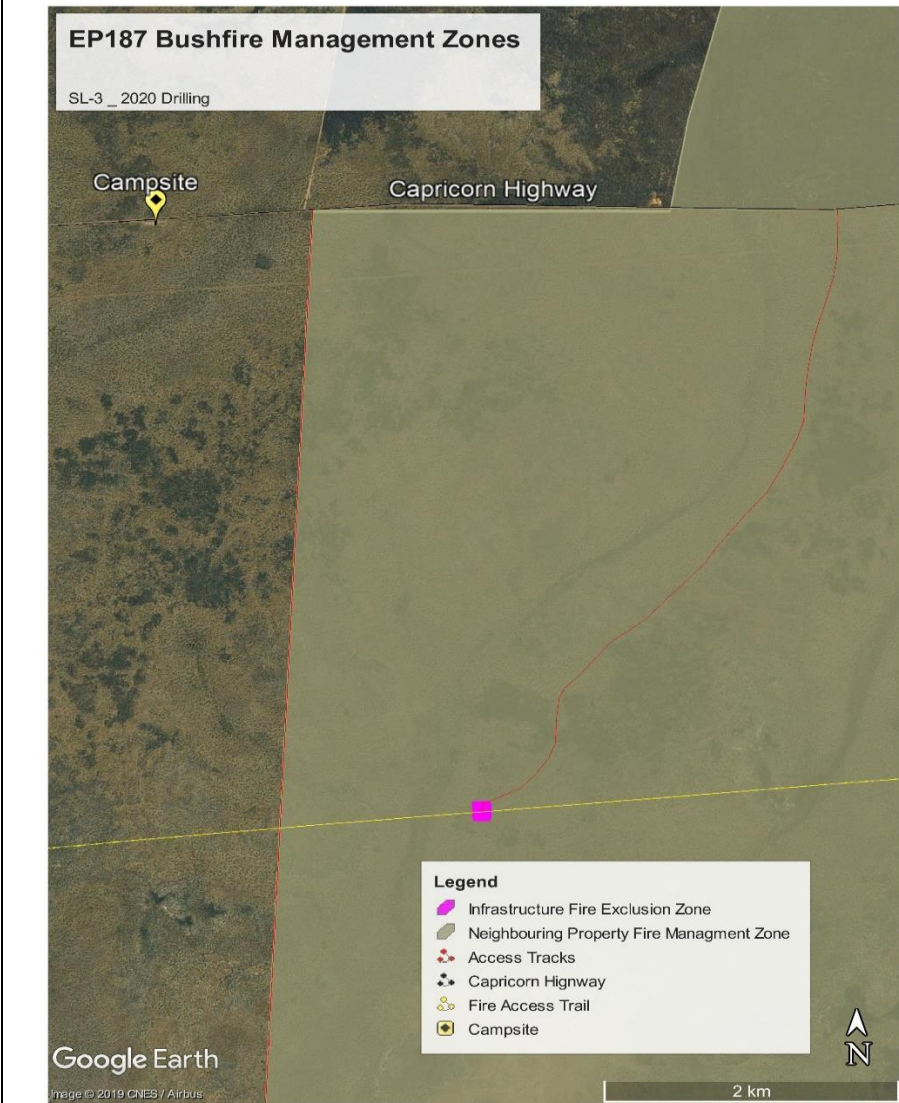 EP187 Bushfire Management Zones
SL-3 _ 2020 Drilling
Campsite
Capricorn Highway
Legend
Infrastructure Fire Exclusion Zone
Neighbouring Property Fire Managment Zone
Access Tracks
Capricorn Highway
Fire Access Trail
Campsite
N
Google Earth
Image © 2019 CNES / Airbus
2 km